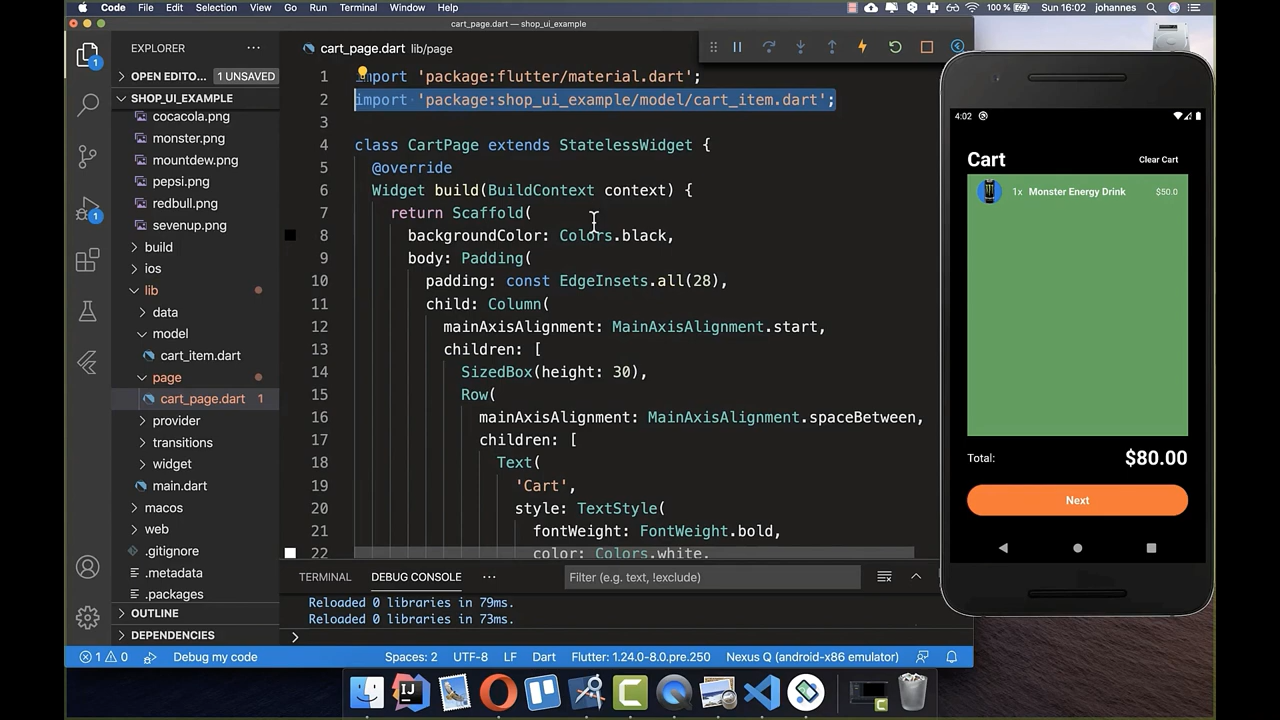 Code File Edit Selection View Go Run Terminal Window Help 100 % Sun 16:02 johannes
cart_page.dart — shop_ui_example
EXPLORER
OPEN EDITO... 1 UNSAVED
SHOP_UI_EXAMPLE
cocacola.png
monster.png
mountdew.png
pepsi.png
redbull.png
sevenup.png
build
ios
lib
data
model
cart_item.dart
page
cart_page.dart 1
provider
transitions
widget
main.dart
macos
web
.gitignore
.metadata
.packages
OUTLINE
DEPENDENCIES
1
1
cart_page.dart lib/page
1 import 'package:flutter/material.dart';
2 import 'package:shop_ui_example/model/cart_item.dart';
3
4 class CartPage extends StatelessWidget {
5 @override
6 Widget build(BuildContext context) {
7 return Scaffold(
8 backgroundColor: Colors.black,
9 body: Padding(
10 padding: const EdgeInsets.all(28),
11 child: Column(
12 mainAxisAlignment: MainAxisAlignment.start,
13 children: [
14 SizedBox(height: 30),
15 Row(
16 mainAxisAlignment: MainAxisAlignment.spaceBetween,
17 children: [
18 Text(
19 'Cart',
20 style: TextStyle(
21 fontWeight: FontWeight.bold,
22 color: Colors.white,
TERMINAL DEBUG CONSOLE ... Filter (e.g. text, !exclude)
Reloaded 0 libraries in 79ms.
Reloaded 0 libraries in 73ms.
1 0 Debug my code Spaces: 2 UTF-8 LF Dart Flutter: 1.24.0-8.0.pre.250 Nexus Q (android-x86 emulator)
4:02
Cart Clear Cart
1x Monster Energy Drink $50.0
Total: $80.00
Next